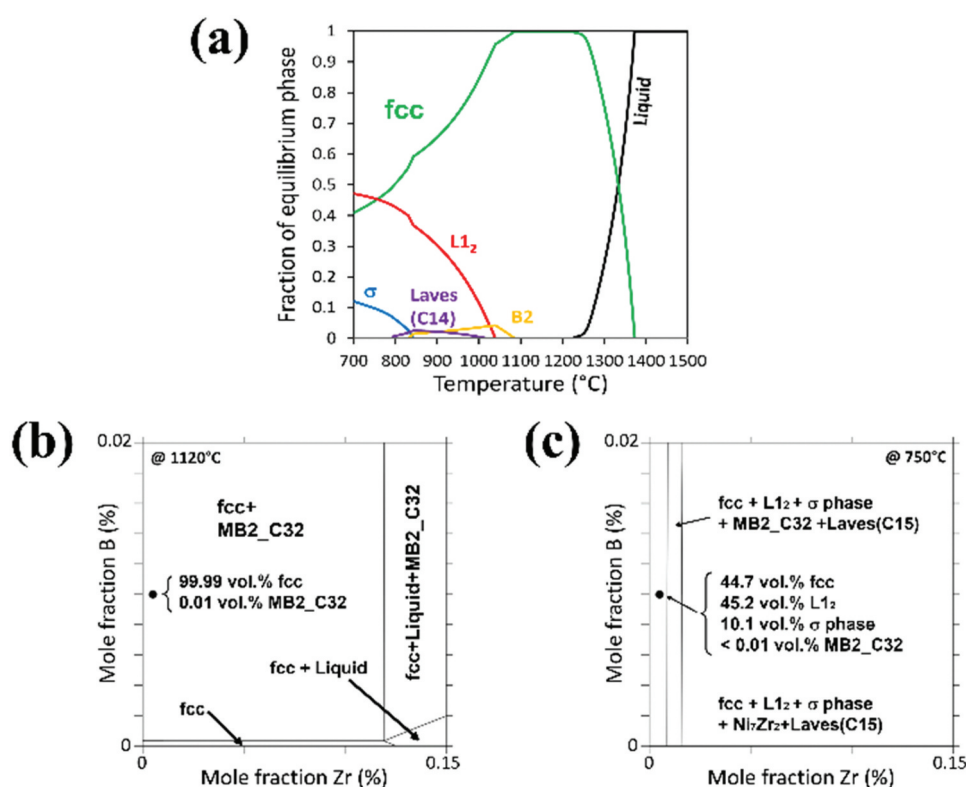 (a)
Fraction of equilibrium phase
1
0.9
0.8
0.7
0.6
0.5
0.4
0.3
0.2
0.1
0
fcc
Liquid
L1₂
σ
Laves
(C14)
B2
700 800 900 1000 1100 1200 1300 1400 1500
Temperature (°C)
(b)
Mole fraction B (%)
0.02
0
@ 1120°C
fcc+
MB2_C32
99.99 vol.% fcc
0.01 vol.% MB2_C32
fcc+Liquid+MB2_C32
fcc + Liquid
fcc
0
0.15
Mole fraction Zr (%)
(c)
Mole fraction B (%)
0.02
0
@ 750°C
fcc + L1₂ + σ phase
+ MB2_C32 +Laves(C15)
44.7 vol.% fcc
45.2 vol.% L1₂
10.1 vol.% σ phase
< 0.01 vol.% MB2_C32
fcc + L1₂ + σ phase
+ Ni₇Zr₂+Laves(C15)
0
0.15
Mole fraction Zr (%)